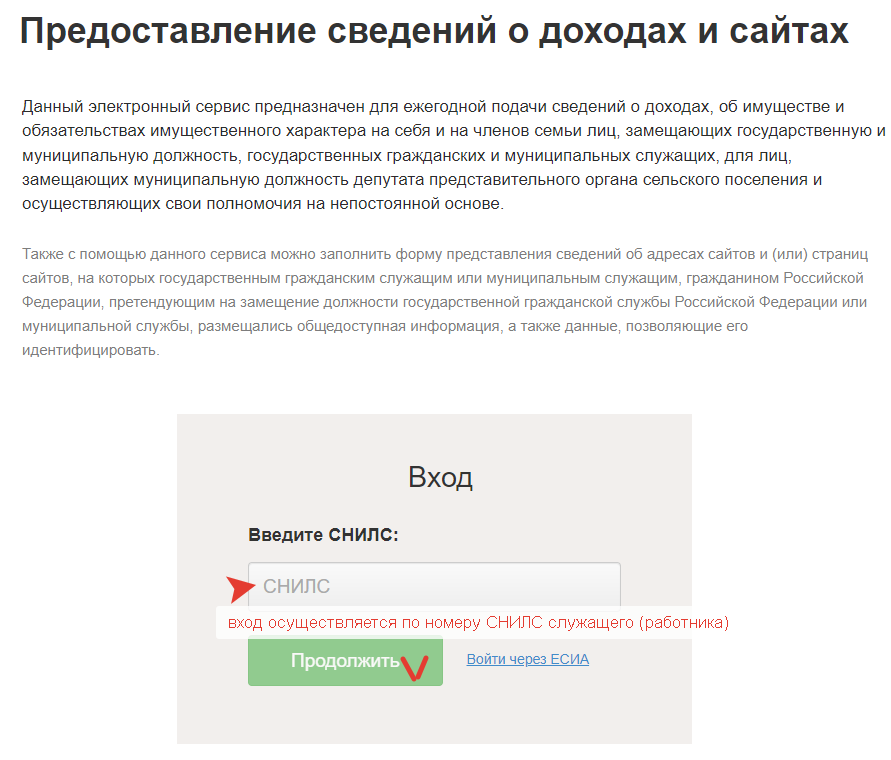 Предоставление сведений о доходах и сайтах
Данный электронный сервис предназначен для ежегодной подачи сведений о доходах, об имуществе и
обязательствах имущественного характера на себя и на членов семьи лиц, замещающих государственную и
муниципальную должность, государственных гражданских и муниципальных служащих, для лиц,
замещающих муниципальную должность депутата представительного органа сельского поселения и
осуществляющих свои полномочия на непостоянной основе.
Также с помощью данного сервиса можно заполнить форму представления сведений об адресах сайтов и (или) страниц
сайтов, на которых государственным гражданским служащим или муниципальным служащим, гражданином Российской
Федерации, претендующим на замещение должности государственной гражданской службы Российской Федерации или
муниципальной службы, размещались общедоступная информация, а также данные, позволяющие его
идентифицировать.
Вход
Введите СНИЛС:
СНИЛС
вход осуществляется по номеру СНИЛС служащего (работника)
Продолжить Войти через ЕСИА